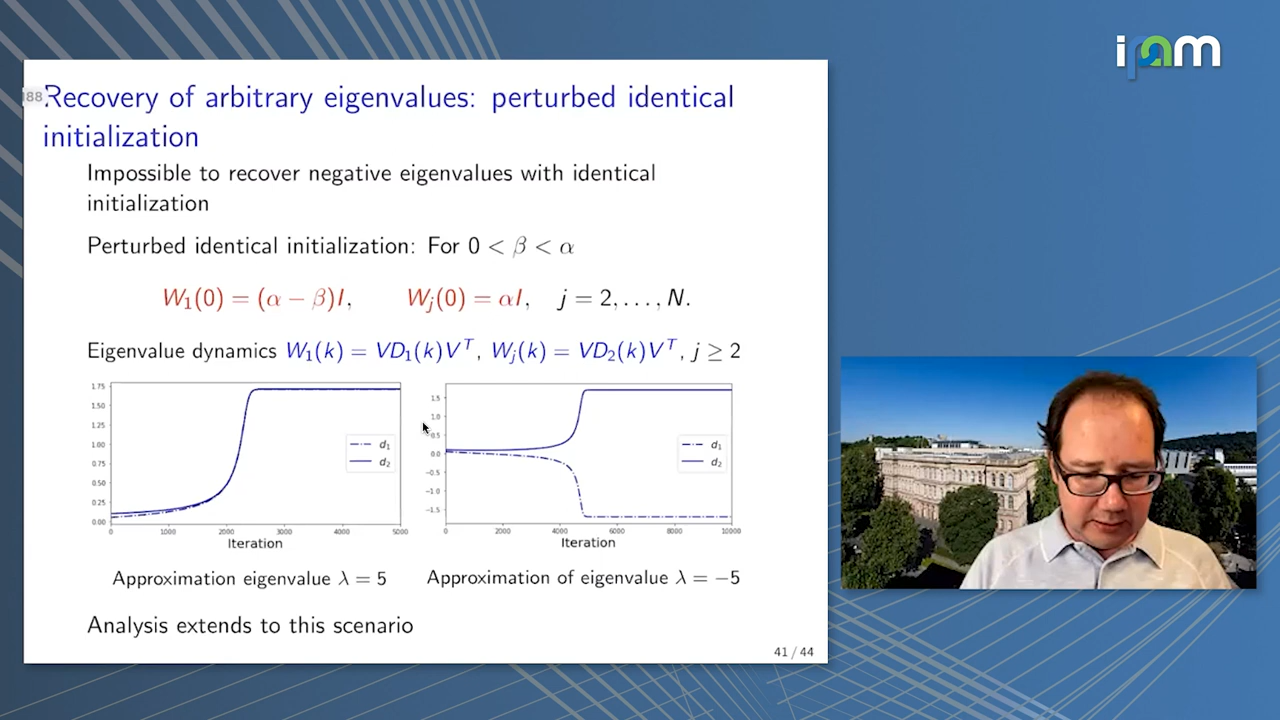 ipam
88
Recovery of arbitrary eigenvalues: perturbed identical
initialization
Impossible to recover negative eigenvalues with identical
initialization
Perturbed identical initialization: For 0 < β < α
W₁(0) = (α − β)I, Wⱼ(0) = αI, j = 2, . . . , N.
Eigenvalue dynamics W₁(k) = VD₁(k)Vᵀ, Wⱼ(k) = VD₂(k)Vᵀ, j ≥ 2
1.75
1.50
1.25
1.00
0.75
0.50
0.25
0.00
d₁
d₂
0 1000 2000 3000 4000 5000
Iteration
1.5
1.0
0.5
0.0
−0.5
−1.0
−1.5
d₁
d₂
0 2000 4000 6000 8000 10000
Iteration
Approximation eigenvalue λ = 5
Approximation of eigenvalue λ = −5
Analysis extends to this scenario
41 / 44